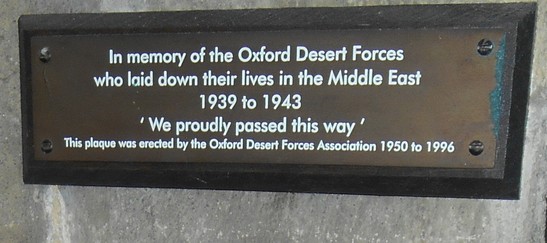 In memory of the Oxford Desert Forces
who laid down their lives in the Middle East
1939 to 1943
' We proudly passed this way '
This plaque was erected by the Oxford Desert Forces Association 1950 to 1996